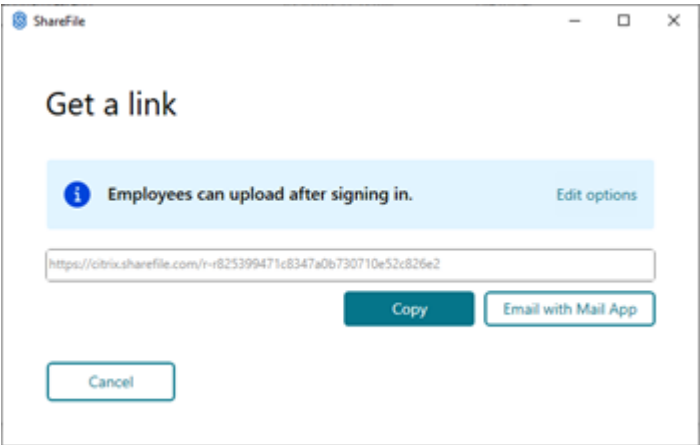 ShareFile
Get a link
Employees can upload after signing in.
Edit options
https://citrix.sharefile.com/r-r825399471c8347a0b730710e52c826e2
Copy
Email with Mail App
Cancel